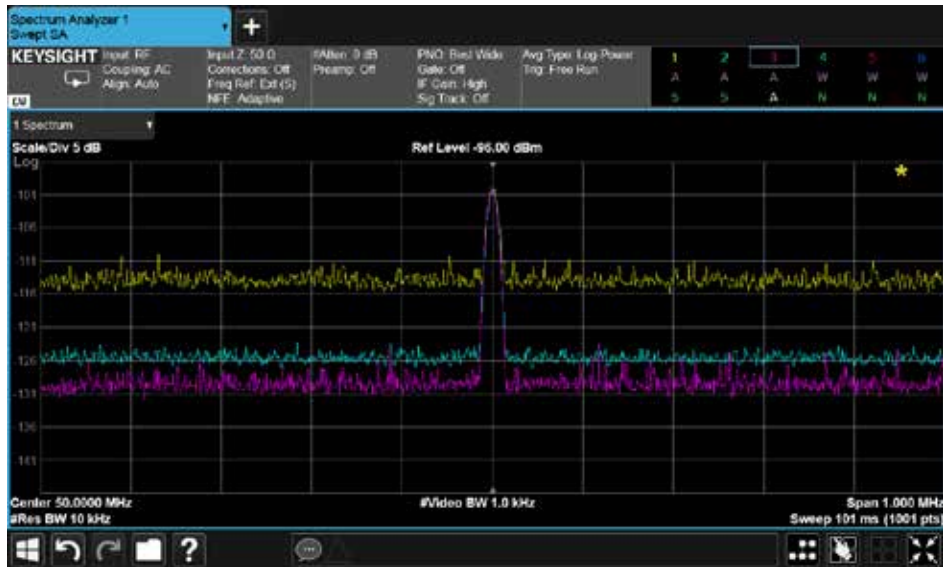 Spectrum Analyzer 1
Swept SA
+
KEYSIGHT
Input: RF
Coupling: AC
Align: Auto
Input Z: 50 Ω
Corrections: Off
Freq Ref: Ext (S)
NFE: Adaptive
#Atten: 0 dB
Preamp: Off
PNO: Best Wide
Gate: Off
IF Gain: High
Sig Track: Off
Avg Type: Log-Power
Trig: Free Run
1 2 3 4 5 6
A A A W W W
S S A N N N
1 Spectrum
Scale/Div 5 dB
Ref Level -96.00 dBm
Log
-101
-106
-111
-116
-121
-126
-131
-136
-141
Center 50.0000 MHz
#Video BW 1.0 kHz
Span 1.000 MHz
#Res BW 10 kHz
Sweep 101 ms (1001 pts)
?